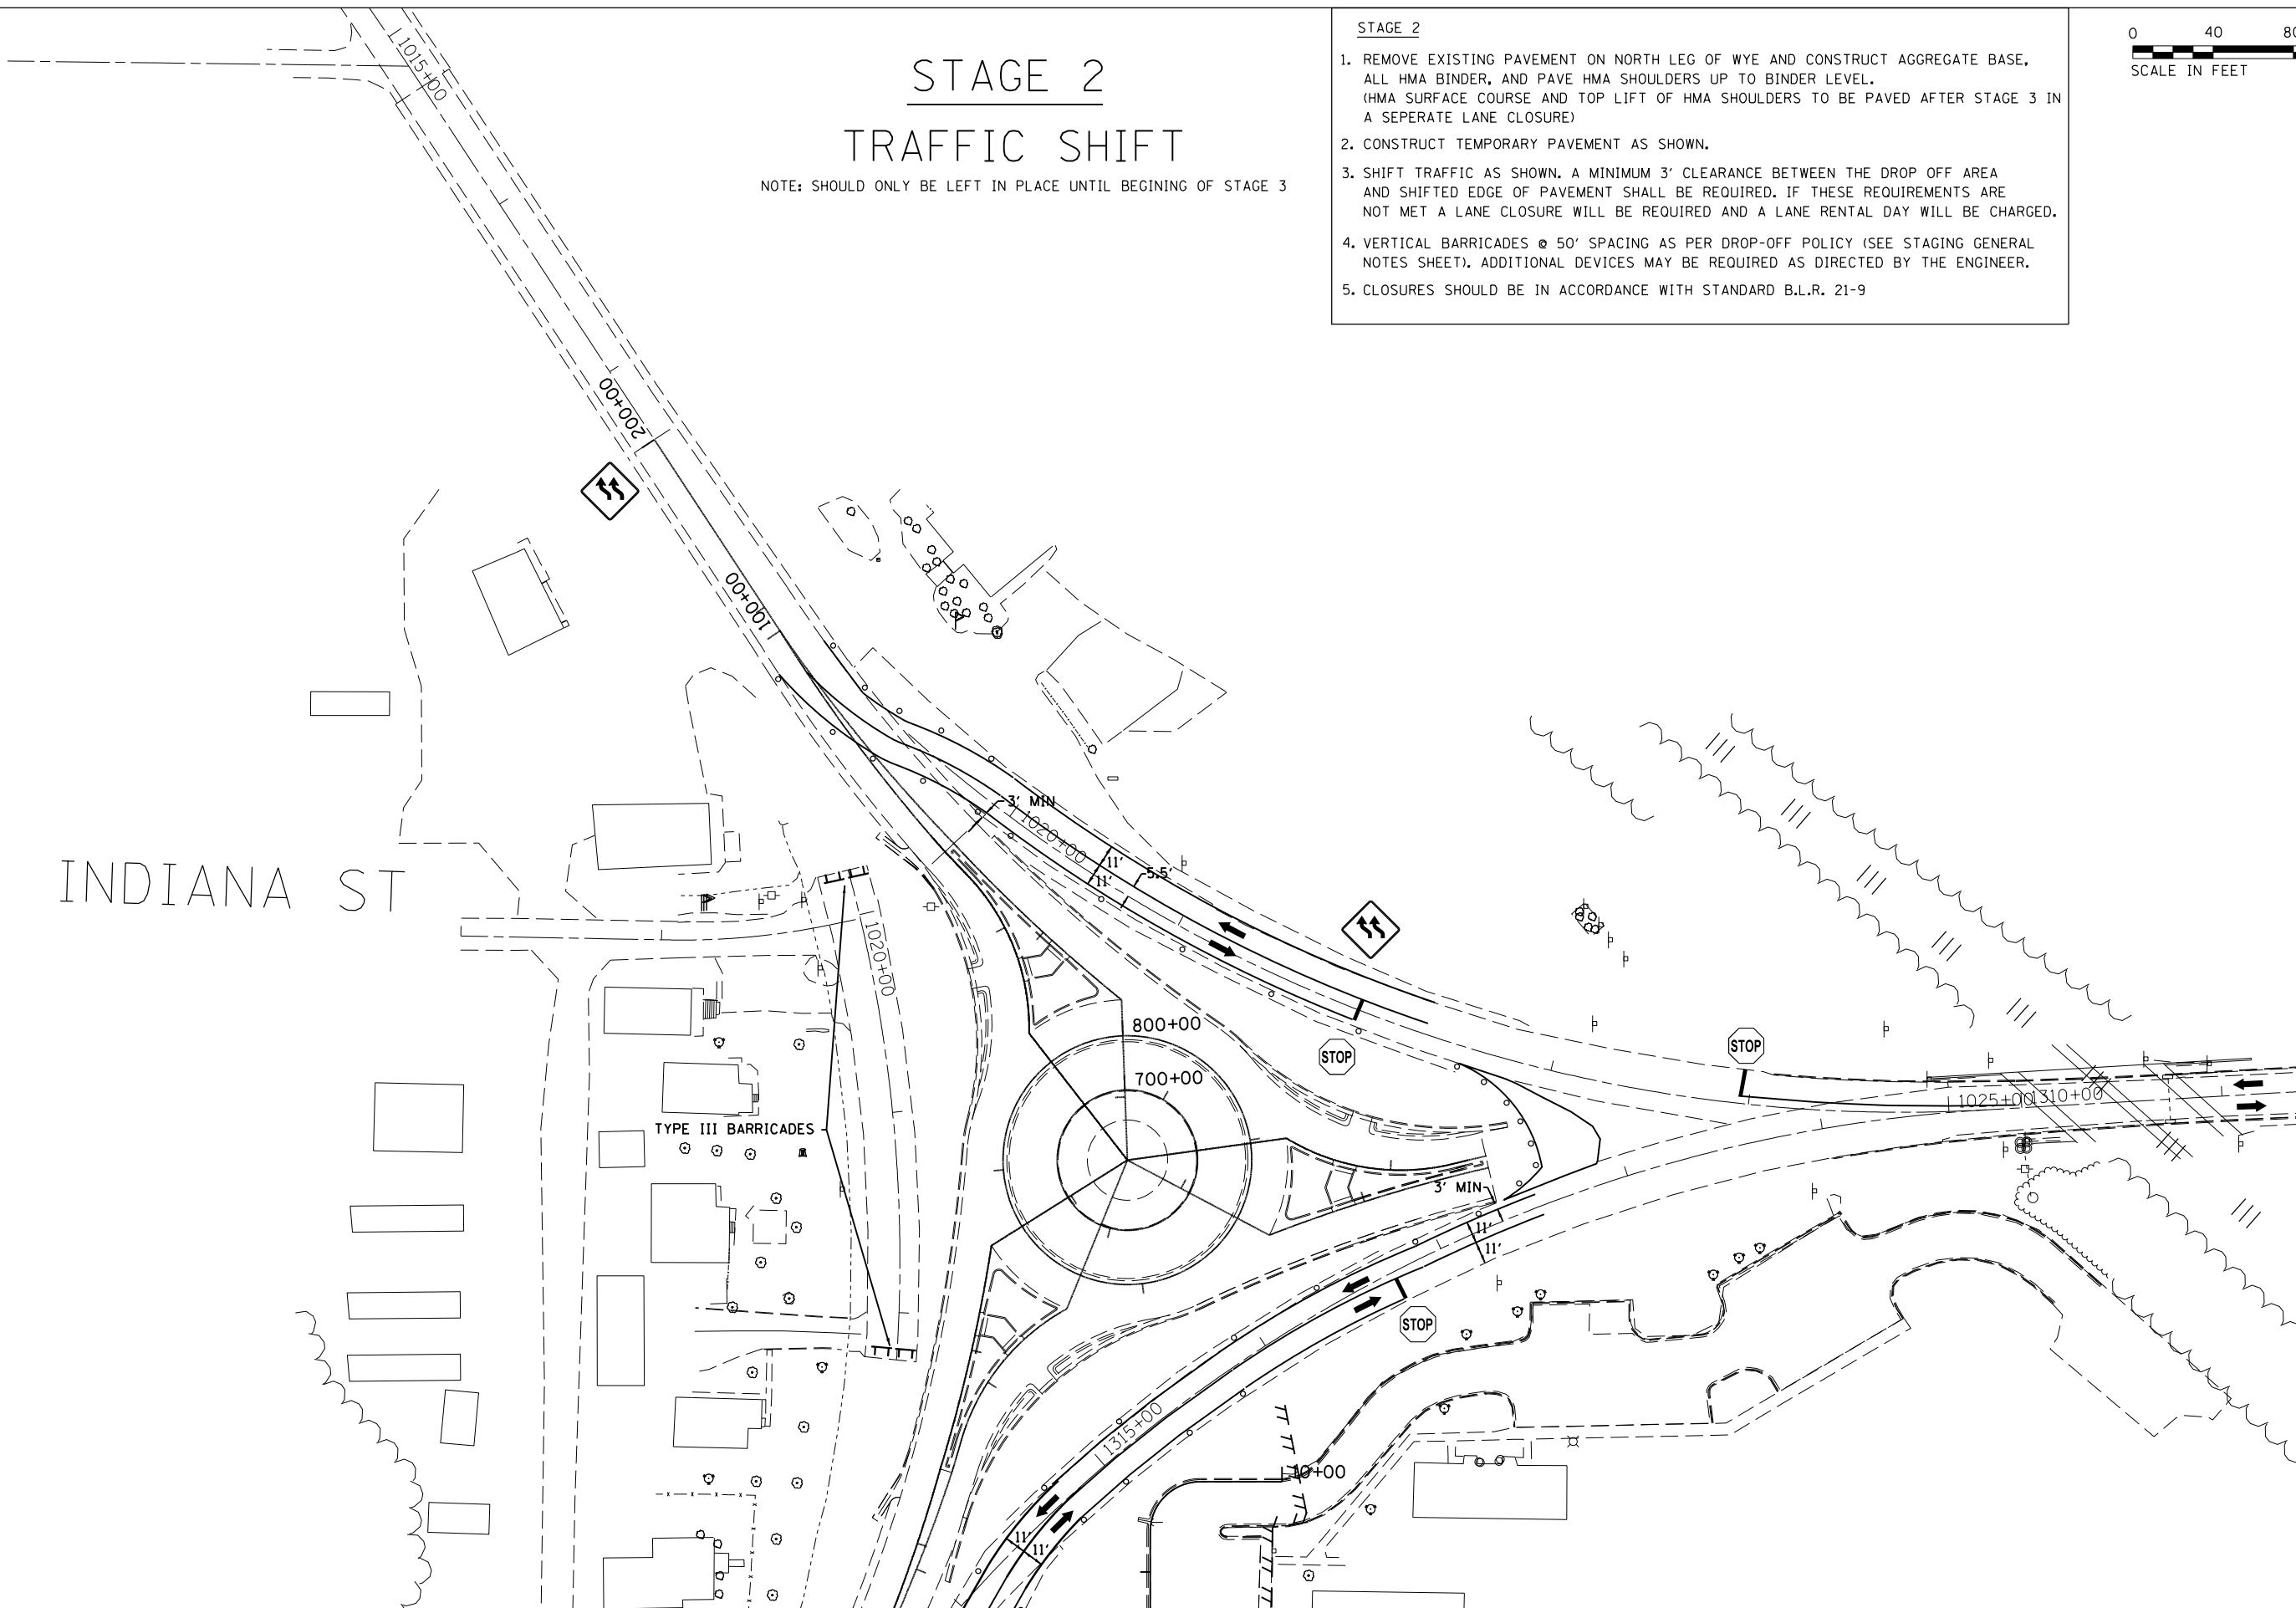 STAGE 2
TRAFFIC SHIFT
NOTE: SHOULD ONLY BE LEFT IN PLACE UNTIL BEGINING OF STAGE 3
STAGE 2
1. REMOVE EXISTING PAVEMENT ON NORTH LEG OF WYE AND CONSTRUCT AGGREGATE BASE,
ALL HMA BINDER, AND PAVE HMA SHOULDERS UP TO BINDER LEVEL.
(HMA SURFACE COURSE AND TOP LIFT OF HMA SHOULDERS TO BE PAVED AFTER STAGE 3 IN
A SEPERATE LANE CLOSURE)
2. CONSTRUCT TEMPORARY PAVEMENT AS SHOWN.
3. SHIFT TRAFFIC AS SHOWN. A MINIMUM 3' CLEARANCE BETWEEN THE DROP OFF AREA
AND SHIFTED EDGE OF PAVEMENT SHALL BE REQUIRED. IF THESE REQUIREMENTS ARE
NOT MET A LANE CLOSURE WILL BE REQUIRED AND A LANE RENTAL DAY WILL BE CHARGED.
4. VERTICAL BARRICADES @ 50' SPACING AS PER DROP-OFF POLICY (SEE STAGING GENERAL
NOTES SHEET). ADDITIONAL DEVICES MAY BE REQUIRED AS DIRECTED BY THE ENGINEER.
5. CLOSURES SHOULD BE IN ACCORDANCE WITH STANDARD B.L.R. 21-9
0 40 80
SCALE IN FEET
1015+00
200+00
100+00
3' MIN
1020+00
11'
11'
5.5'
INDIANA ST
1020+00
800+00
STOP
STOP
700+00
1025+00
1310+00
TYPE III BARRICADES
3' MIN
11'
11'
STOP
1315+00
10+00
11'
11'